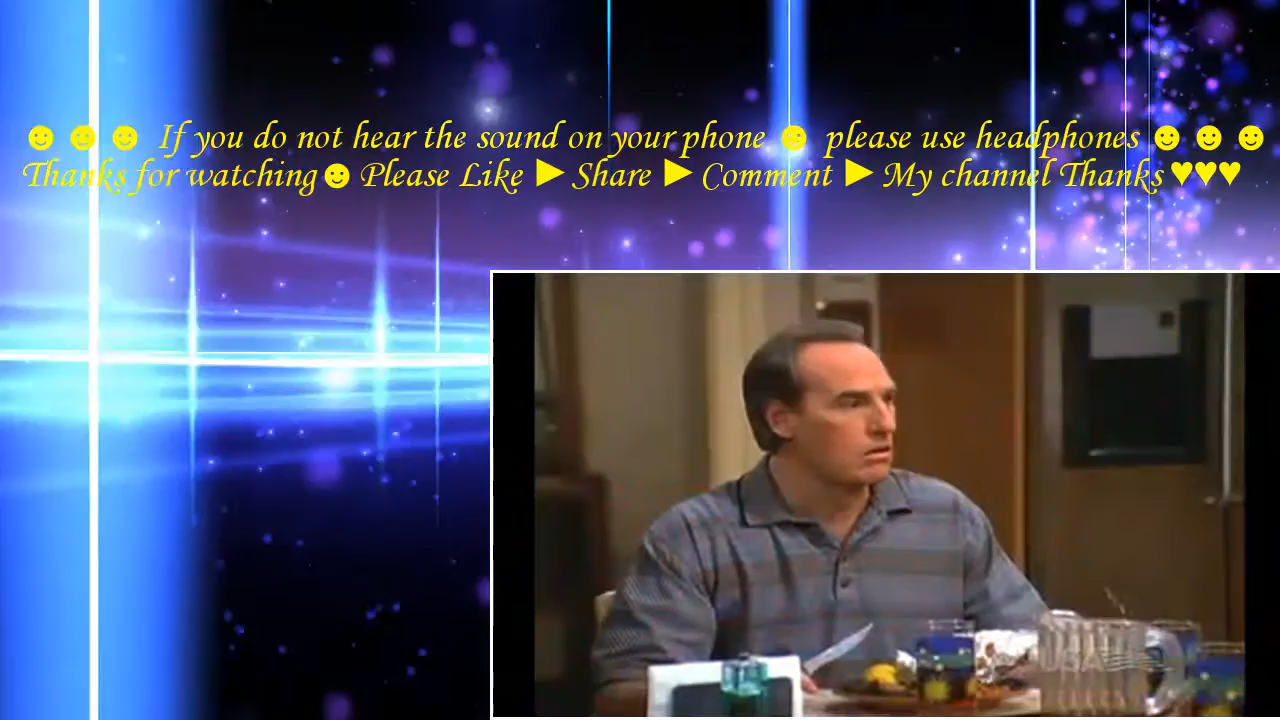 ☻☻☻ If you do not hear the sound on your phone ☻ please use headphones ☻☻☻
Thanks for watching☻Please Like ►Share ►Comment ►My channel Thanks♥♥♥
USA